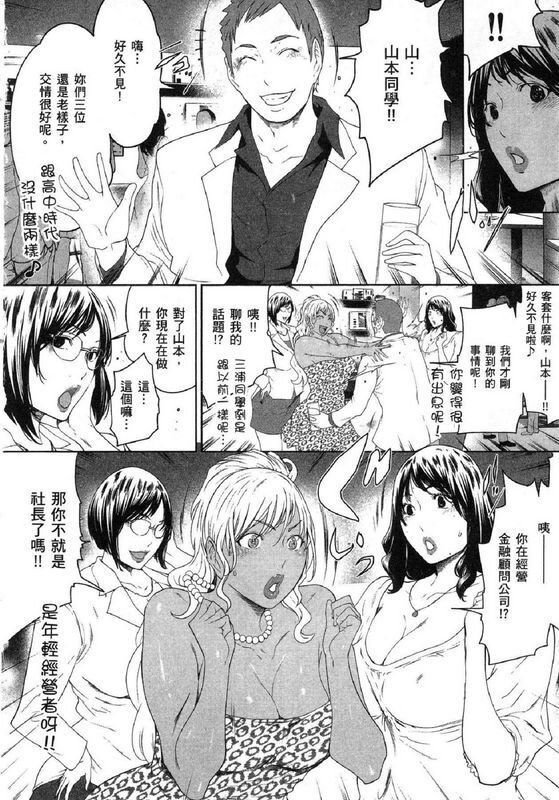 !!
山⋯
山本同學!!
嗨⋯
好久不見!
妳們三位
還是老樣子,
交情很好呢。
跟高中時代
沒什麼兩樣♪
客套什麼啊,山本⋯!!
好久不見啦♪
我們才剛
聊到你的
事情呢!
你變得很
有出息呢!
咦!!
聊我的
話題!?
三浦同學倒是
跟以前一樣呢⋯
對了山本,
你現在在做
什麼?
這⋯
這個嘛⋯
咦——
你在經營
金融顧問公司!?
那你不就是
社長了嗎!!
是年輕經營者呀!!